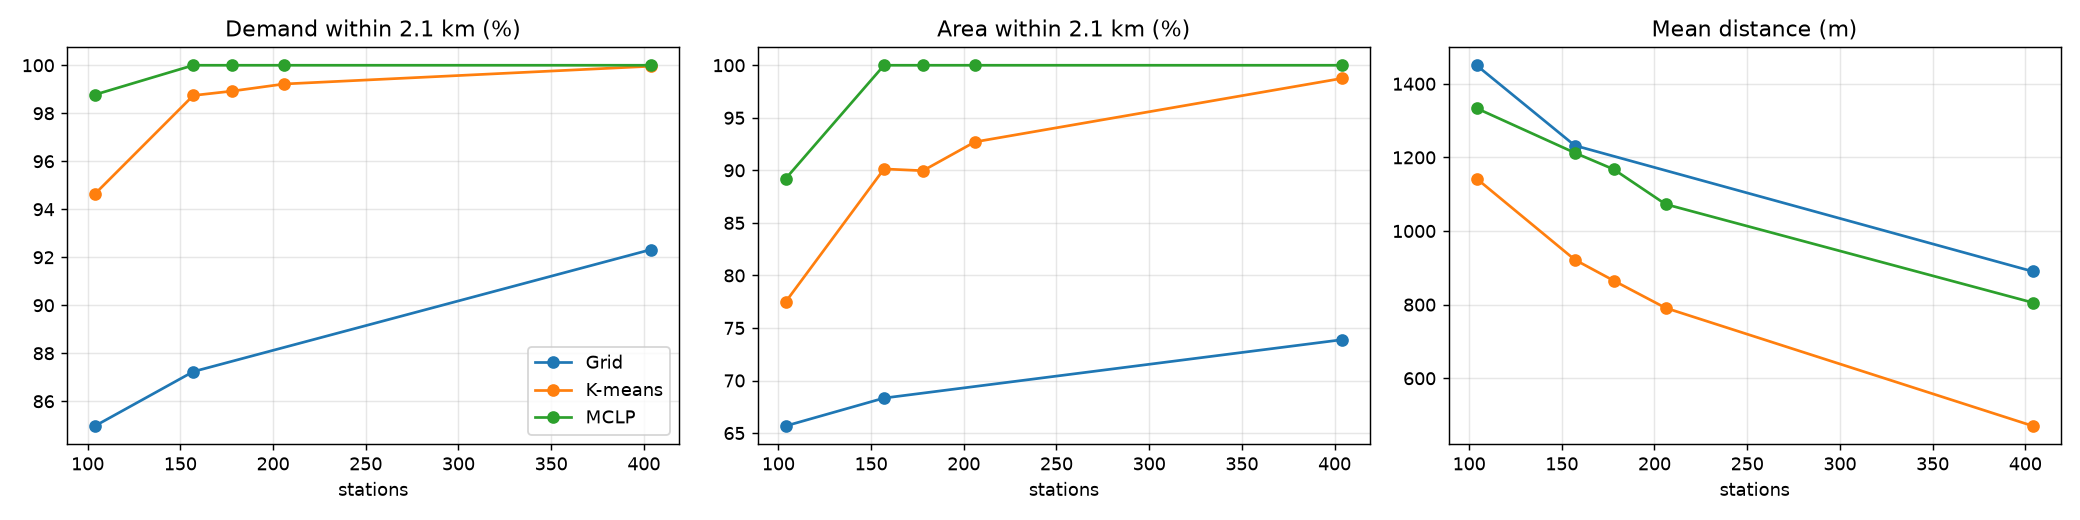 Demand within 2.1 km (%)
100
98
96
94
92
90
88
86
100 150 200 250 300 350 400
stations
Grid
K-means
MCLP
Area within 2.1 km (%)
100
95
90
85
80
75
70
65
100 150 200 250 300 350 400
stations
Mean distance (m)
1400
1200
1000
800
600
100 150 200 250 300 350 400
stations